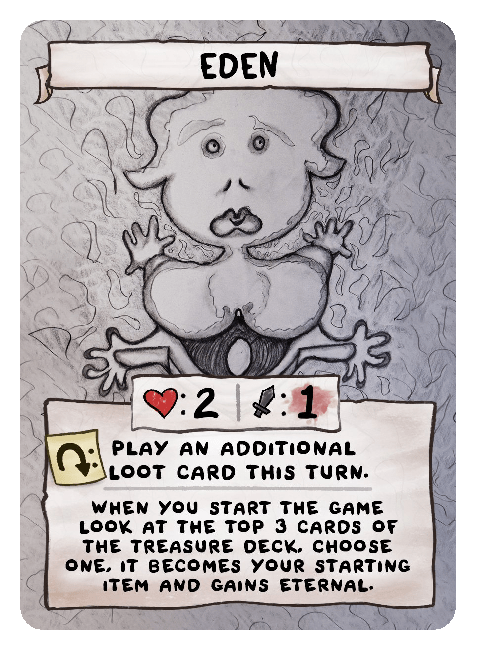 EDEN
: 2 | : 1
: PLAY AN ADDITIONAL
LOOT CARD THIS TURN.
WHEN YOU START THE GAME
LOOK AT THE TOP 3 CARDS OF
THE TREASURE DECK. CHOOSE
ONE, IT BECOMES YOUR STARTING
ITEM AND GAINS ETERNAL.